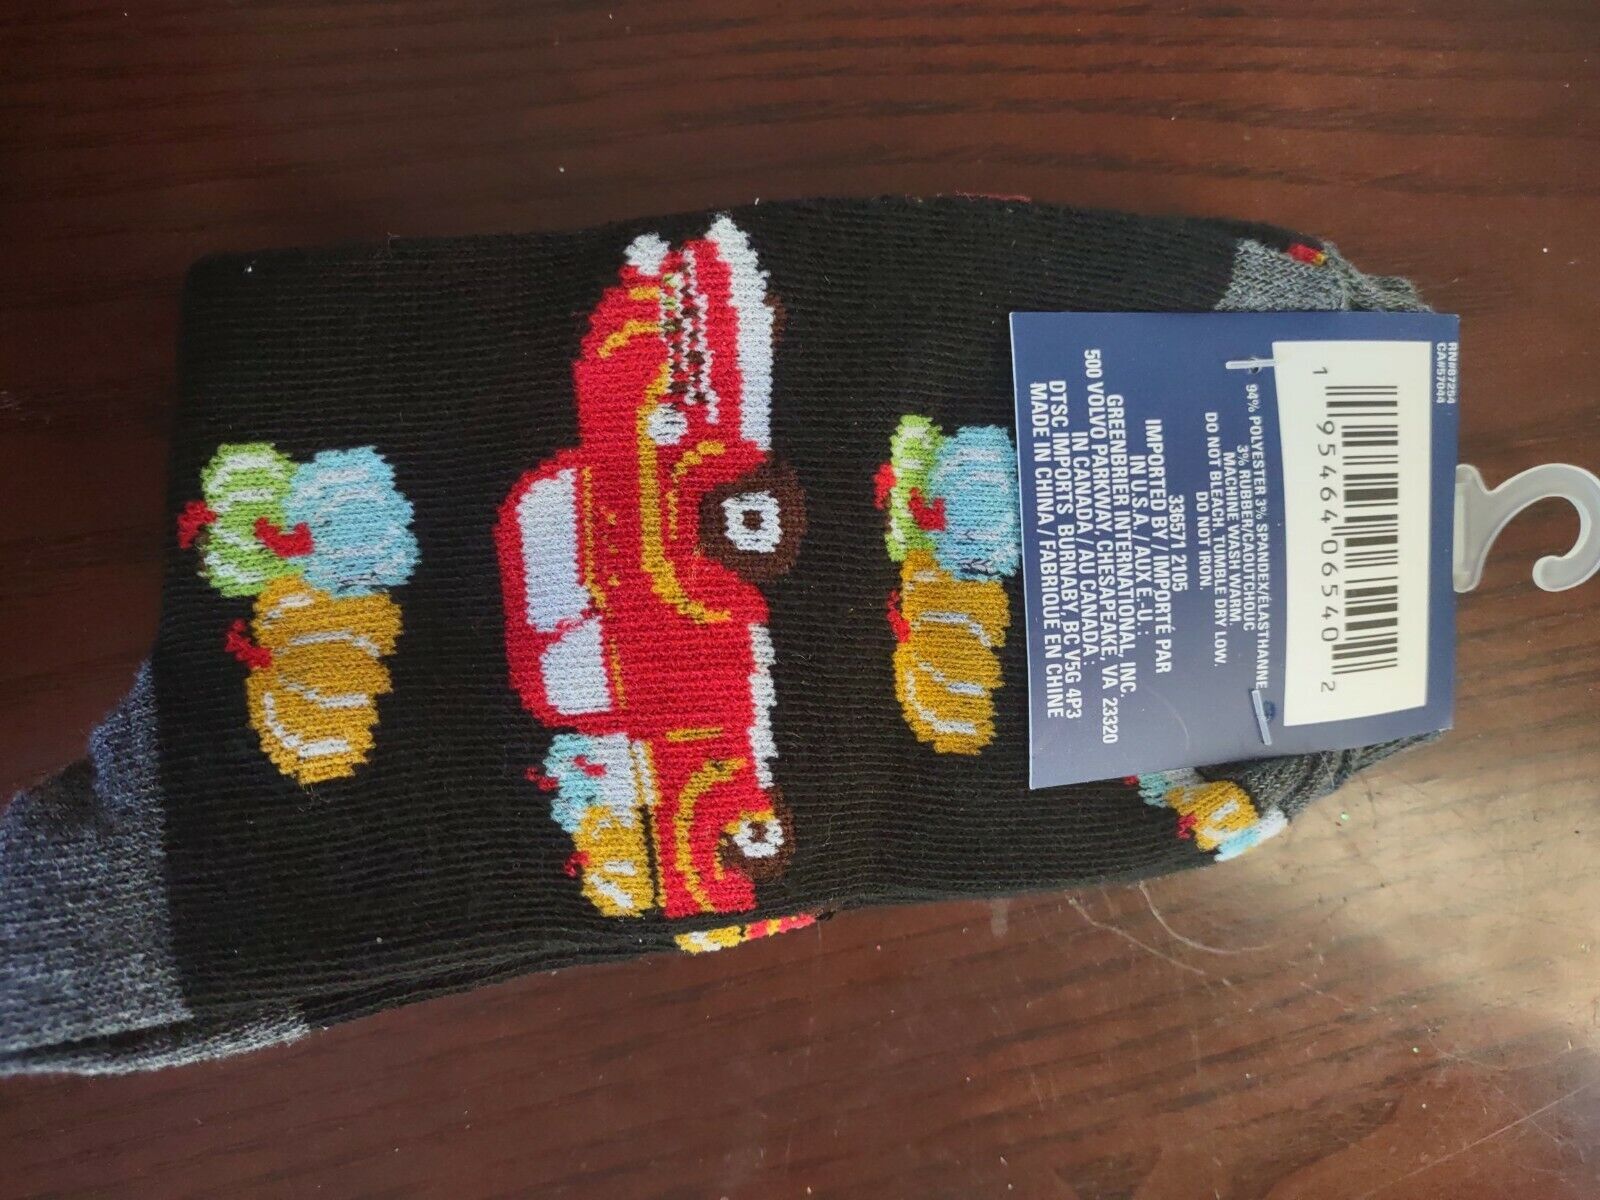 RN#87264
CA#57044
1 95464 06540 2
94% POLYESTER 3% SPANDEX/ELASTHANNE
3% RUBBER/CAOUTCHOUC
MACHINE WASH WARM
DO NOT BLEACH. TUMBLE DRY LOW.
DO NOT IRON.
336571 2105
IMPORTED BY / IMPORTÉ PAR
IN U.S.A. / AUX E.-U. :
GREENBRIER INTERNATIONAL, INC.
500 VOLVO PARKWAY, CHESAPEAKE, VA 23320
IN CANADA / AU CANADA :
DTSC IMPORTS, BURNABY, BC V5G 4P3
MADE IN CHINA / FABRIQUÉ EN CHINE